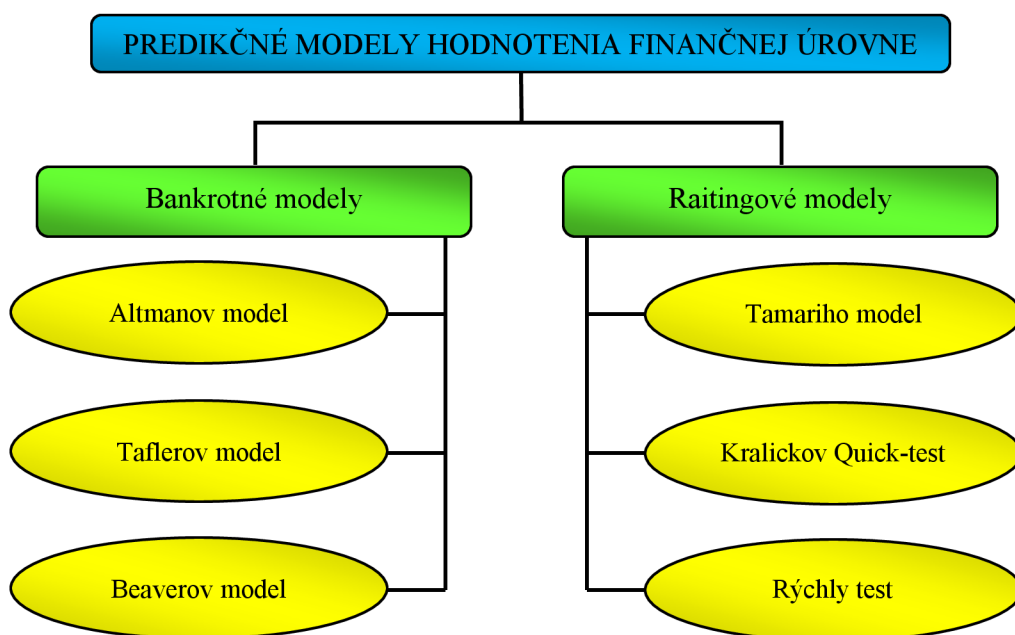 PREDIKČNÉ MODELY HODNOTENIA FINANČNEJ ÚROVNE
Bankrotné modely
Raitingové modely
Altmanov model
Tamariho model
Taflerov model
Kralickov Quick-test
Beaverov model
Rýchly test